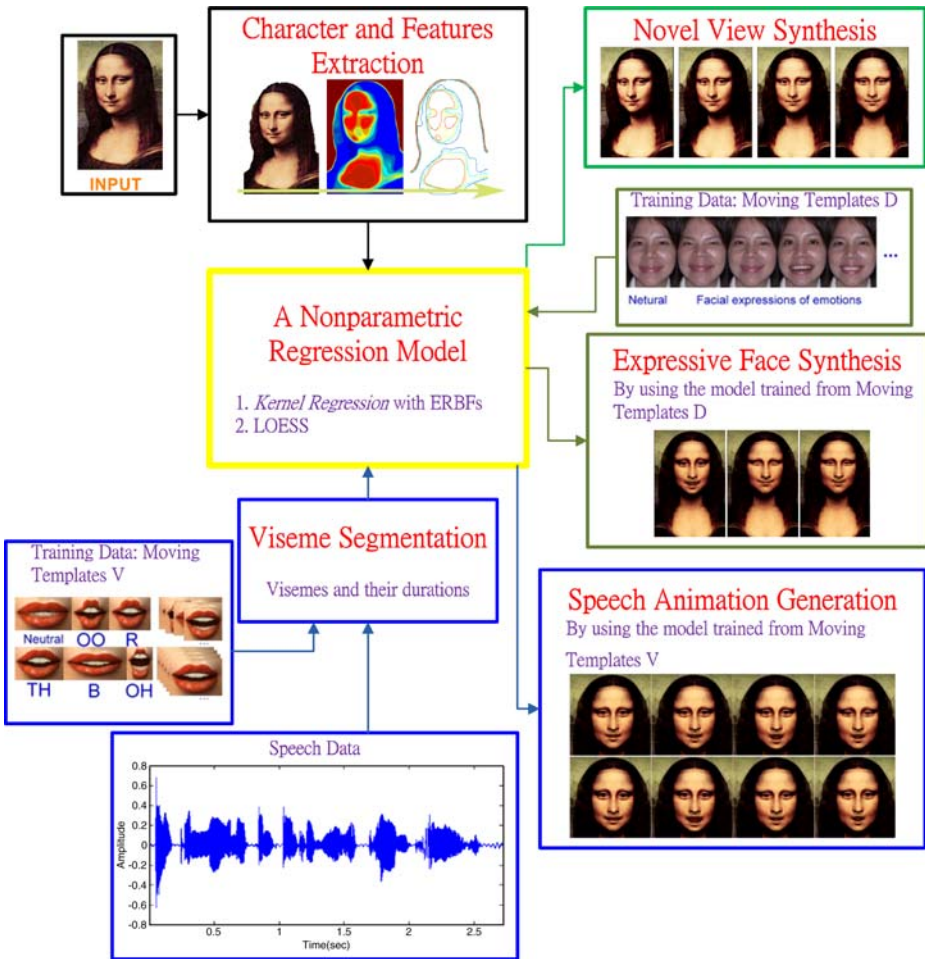 INPUT
Character and Features
Extraction
Novel View Synthesis
Training Data: Moving Templates D
...
Netural Facial expressions of emotions
A Nonparametric
Regression Model
1. Kernel Regression with ERBFs
2. LOESS
Expressive Face Synthesis
By using the model trained from Moving
Templates D
Viseme Segmentation
Visemes and their durations
Training Data: Moving
Templates V
Neutral OO R
...
TH B OH
...
Speech Animation Generation
By using the model trained from Moving
Templates V
Speech Data
0.8
0.6
0.4
0.2
0
-0.2
-0.4
-0.6
-0.8
Amplitude
0.5 1 1.5 2 2.5
Time(sec)